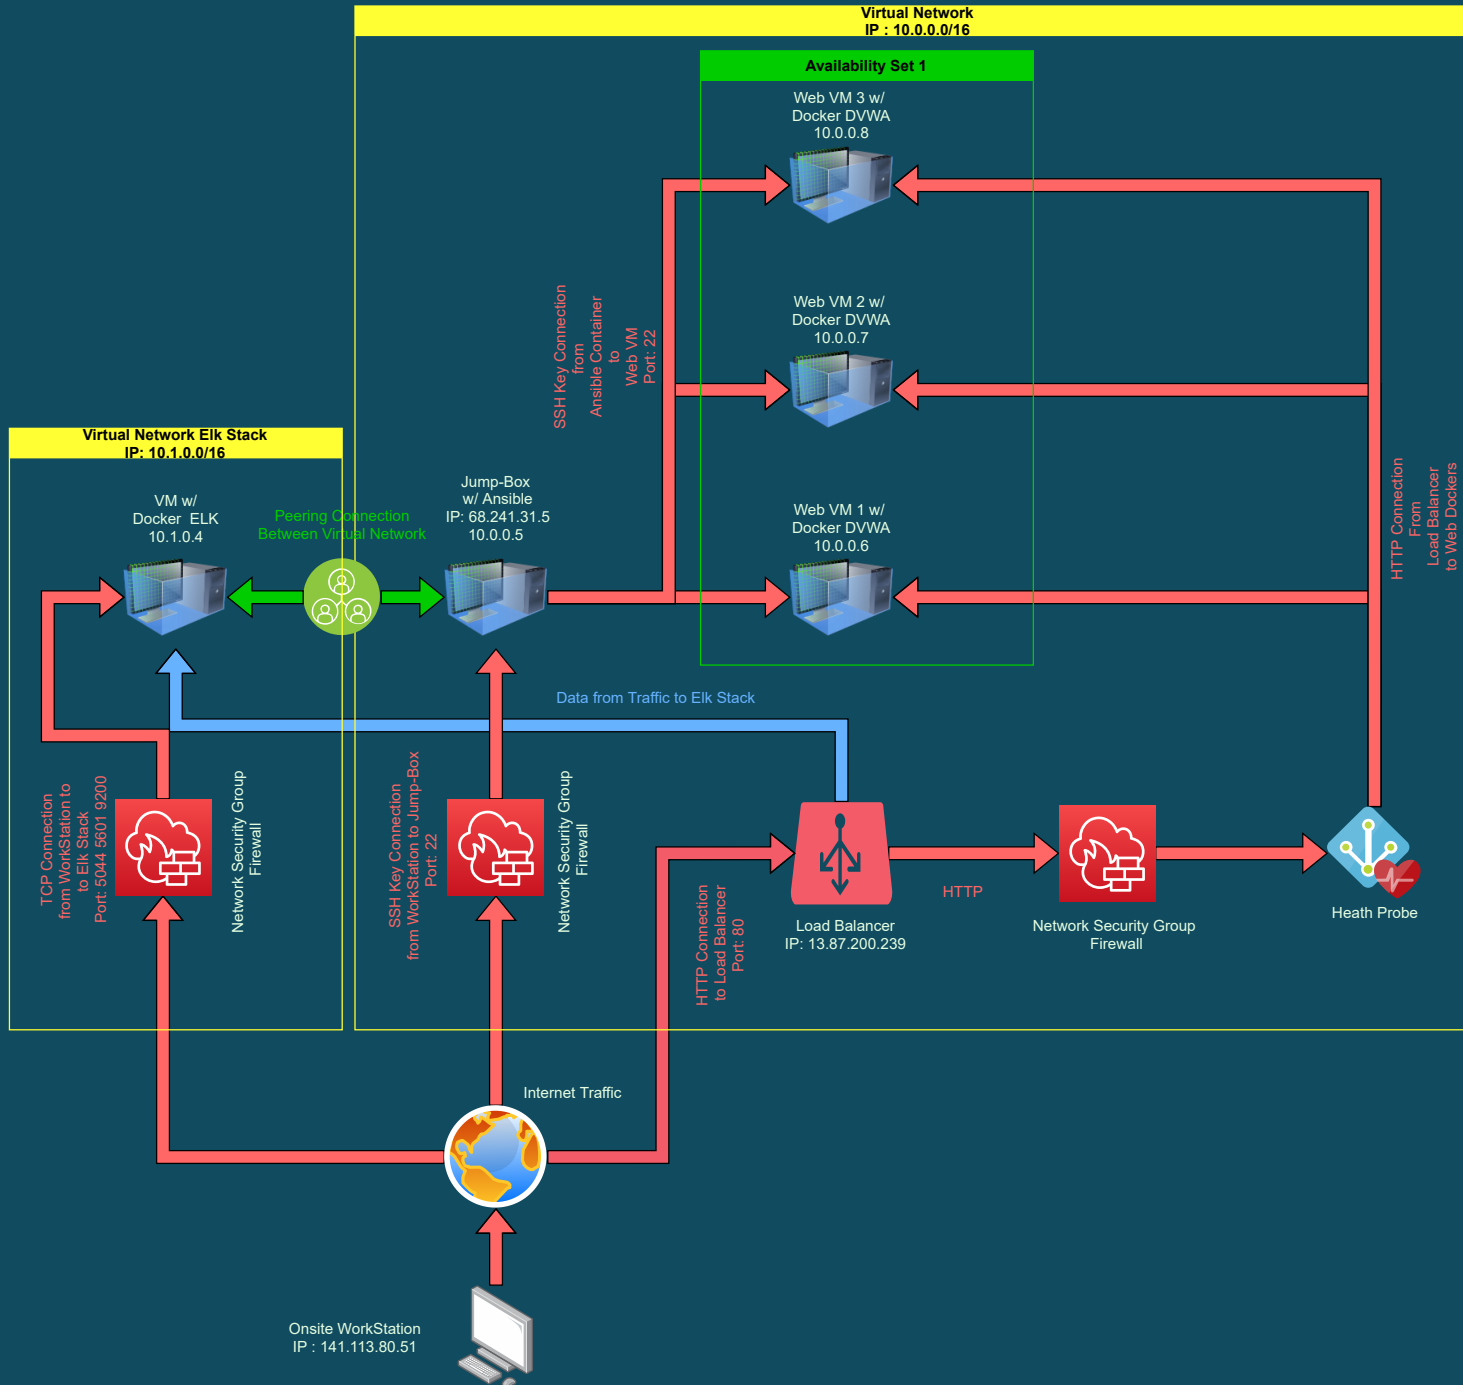 Virtual Network
IP : 10.0.0.0/16
Availability Set 1
Web VM 3 w/
Docker DVWA
10.0.0.8
Web VM 2 w/
Docker DVWA
10.0.0.7
Web VM 1 w/
Docker DVWA
10.0.0.6
SSH Key Connection
from
Ansible Container
to
Web VM
Port: 22
HTTP Connection
From
Load Balancer
to Web Dockers
Virtual Network Elk Stack
IP: 10.1.0.0/16
VM w/
Docker ELK
10.1.0.4
Peering Connection
Between Virtual Network
Jump-Box
w/ Ansible
IP: 68.241.31.5
10.0.0.5
Data from Traffic to Elk Stack
TCP Connection
from WorkStation to
to Elk Stack
Port: 5044 5601 9200
Network Security Group
Firewall
SSH Key Connection
from WorkStation to Jump-Box
Port: 22
Network Security Group
Firewall
HTTP Connection
to Load Balancer
Port: 80
Load Balancer
IP: 13.87.200.239
HTTP
Network Security Group
Firewall
Heath Probe
Internet Traffic
Onsite WorkStation
IP : 141.113.80.51